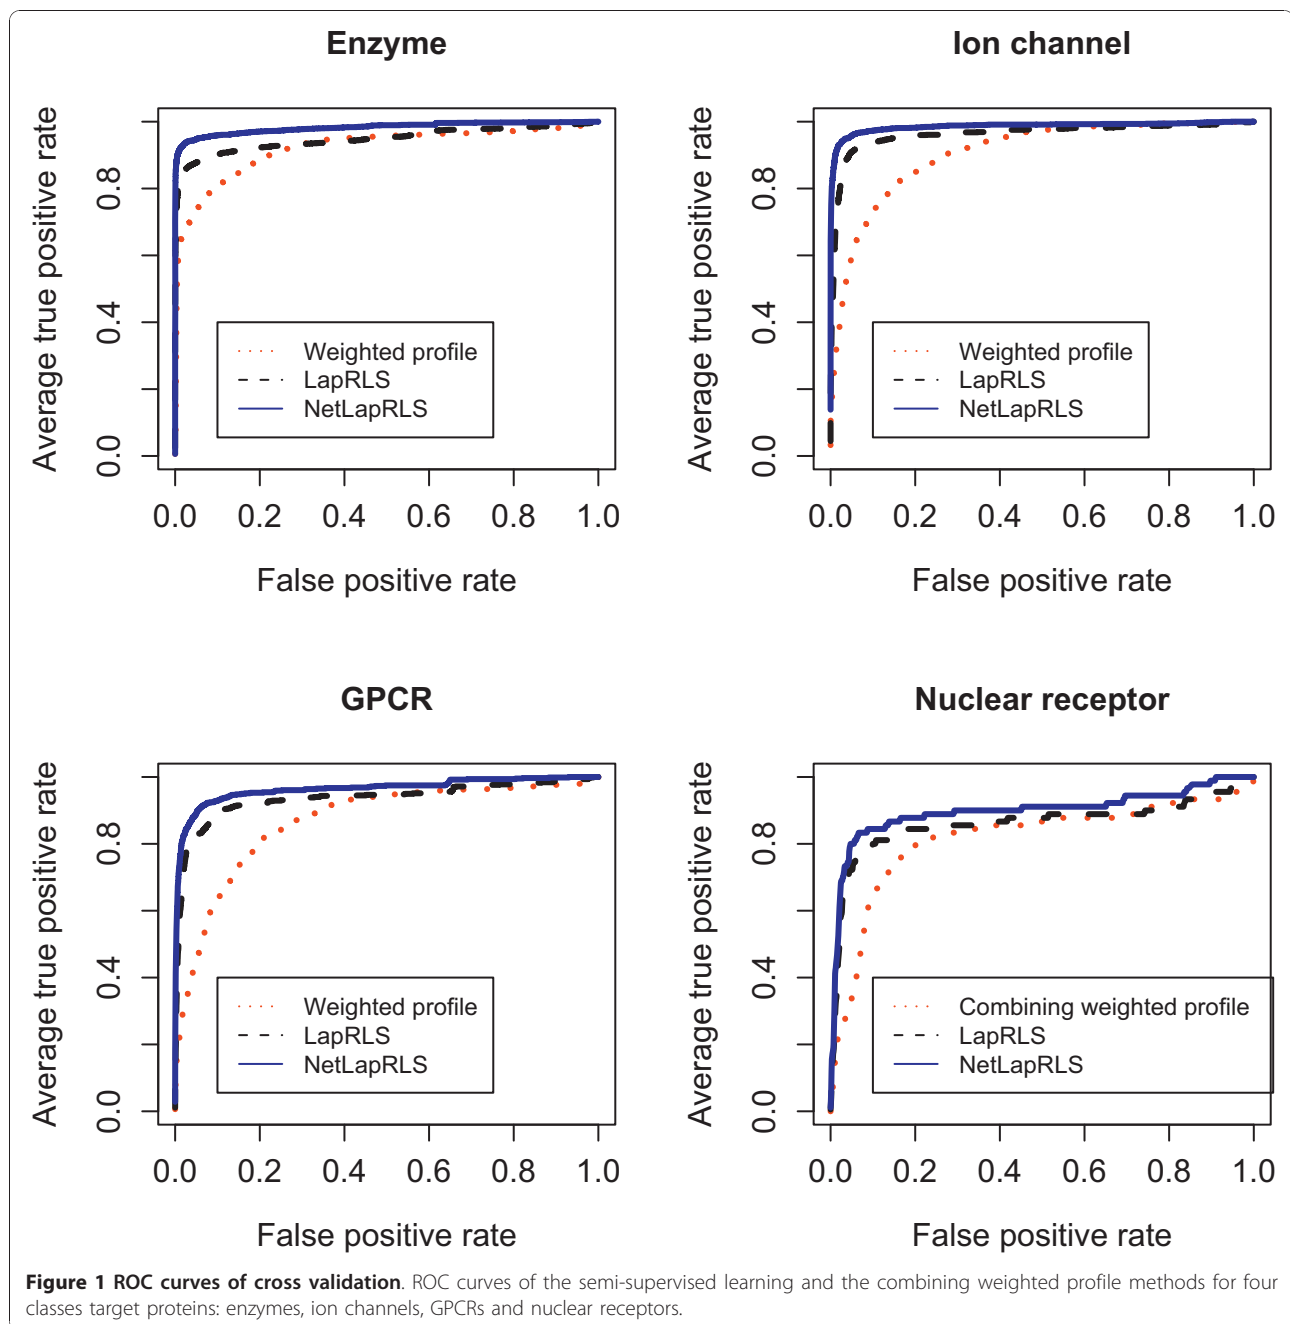 Enzyme
Average true positive rate
0.8
0.4
0.0
Weighted profile
LapRLS
NetLapRLS
0.0 0.2 0.4 0.6 0.8 1.0
False positive rate
Ion channel
Average true positive rate
0.8
0.4
0.0
Weighted profile
LapRLS
NetLapRLS
0.0 0.2 0.4 0.6 0.8 1.0
False positive rate
GPCR
Average true positive rate
0.8
0.4
0.0
Weighted profile
LapRLS
NetLapRLS
0.0 0.2 0.4 0.6 0.8 1.0
False positive rate
Nuclear receptor
Average true positive rate
0.8
0.4
0.0
Combining weighted profile
LapRLS
NetLapRLS
0.0 0.2 0.4 0.6 0.8 1.0
False positive rate
Figure 1 ROC curves of cross validation. ROC curves of the semi-supervised learning and the combining weighted profile methods for four
classes target proteins: enzymes, ion channels, GPCRs and nuclear receptors.